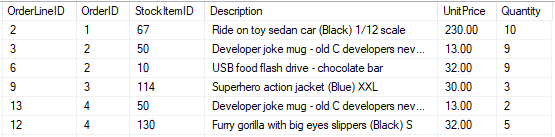 OrderLineID OrderID StockItemID Description UnitPrice Quantity
2 1 67 Ride on toy sedan car (Black) 1/12 scale 230.00 10
3 2 50 Developer joke mug - old C developers nev... 13.00 9
6 2 10 USB food flash drive - chocolate bar 32.00 9
9 3 114 Superhero action jacket (Blue) XXL 30.00 3
13 4 50 Developer joke mug - old C developers nev... 13.00 2
12 4 130 Furry gorilla with big eyes slippers (Black) S 32.00 5